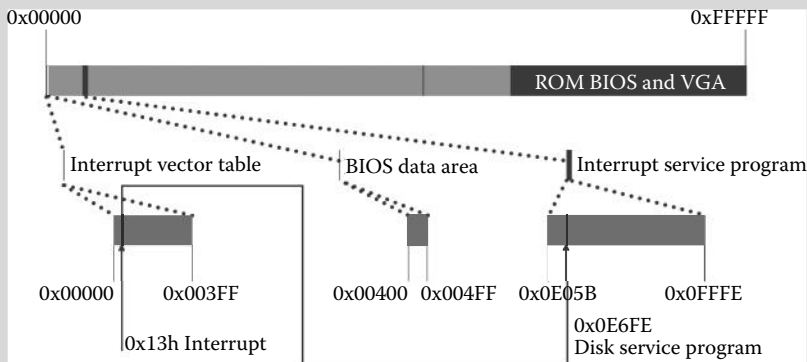 0x00000
0xFFFFF
ROM BIOS and VGA
Interrupt vector table
BIOS data area
Interrupt service program
0x00000
0x003FF
0x00400
0x004FF
0x0E05B
0x0FFFE
0x13h Interrupt
0x0E6FE
Disk service program